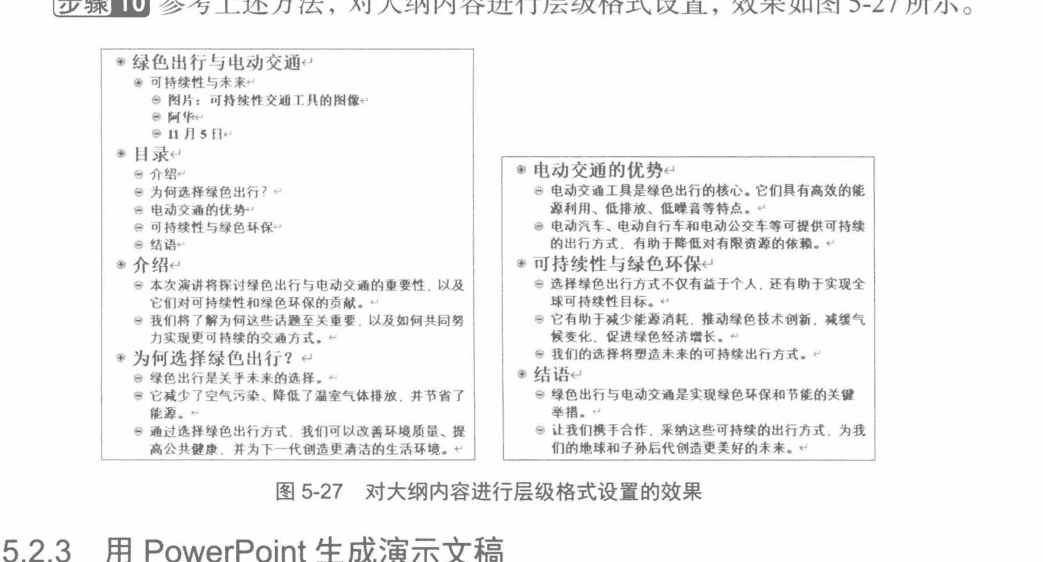 步骤 10 参考上述方法，对大纲内容进行层级格式设置，效果如图 5-27 所示。
绿色出行与电动交通
可持续性与未来
图片：可持续性交通工具的图像
阿华
11 月 5 日
目录
介绍
为何选择绿色出行？
电动交通的优势
可持续性与绿色环保
结语
介绍
本次演讲将探讨绿色出行与电动交通的重要性，以及
它们对可持续性和绿色环保的贡献。
我们将了解为何这些话题至关重要，以及如何共同努
力实现更可持续的交通方式。
为何选择绿色出行？
绿色出行是关乎未来的选择。
它减少了空气污染、降低了温室气体排放，并节省了
能源。
通过选择绿色出行方式，我们可以改善环境质量、提
高公共健康，并为下一代创造更清洁的生活环境。
电动交通的优势
电动交通工具是绿色出行的核心。它们具有高效的能
源利用、低排放、低噪音等特点。
电动汽车、电动自行车和电动公交车等可提供可持续
的出行方式，有助于降低对有限资源的依赖。
可持续性与绿色环保
选择绿色出行方式不仅有益于个人，还有助于实现全
球可持续性目标。
它有助于减少能源消耗，推动绿色技术创新，减缓气
候变化，促进绿色经济增长。
我们的选择将塑造未来的可持续出行方式。
结语
绿色出行与电动交通是实现绿色环保和节能的关键
举措。
让我们携手合作，采纳这些可持续的出行方式，为我
们的地球和子孙后代创造更美好的未来。
图 5-27 对大纲内容进行层级格式设置的效果
5.2.3 用 PowerPoint 生成演示文稿